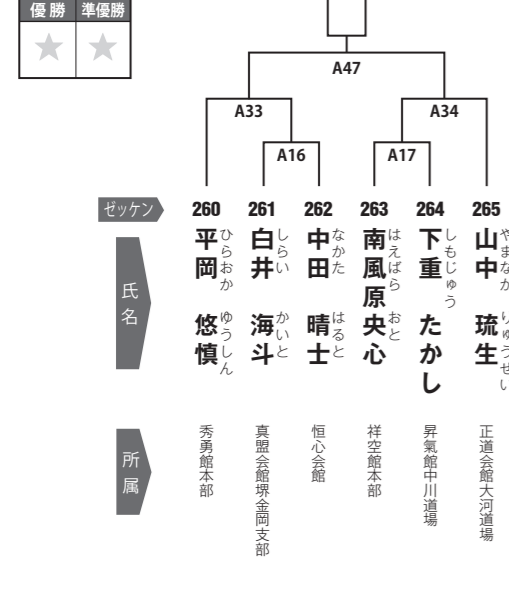 優勝 準優勝
A47
A33 A34
A16 A17
ゼッケン 260 261 262 263 264 265
氏名
平岡 悠慎
ひらおか ゆうしん
白井 海斗
しらい かいと
中田 晴士
なかた はると
南風原央心
はえばら おと
下重 たかし
しもじゅう
山中 琉生
やまなか りゅうせい
所属
秀勇館本部
真盟会館堺金岡支部
恒心会館
祥空館本部
昇氣館中川道場
正道会館大河道場